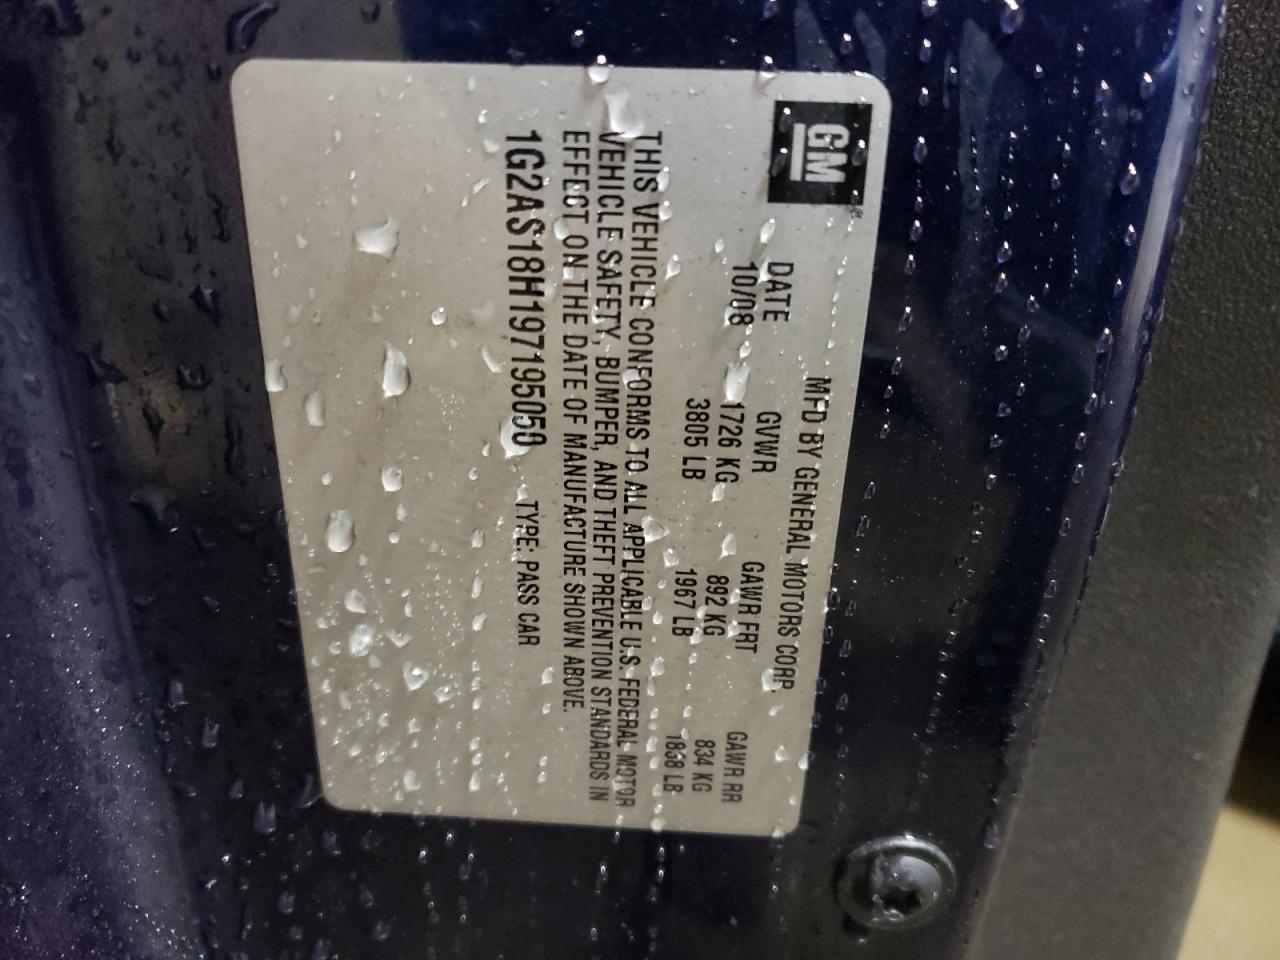 GM
MFD BY GENERAL MOTORS CORP.
DATE GVWR GAWR FRT GAWR RR
10/08 1726 KG 892 KG 834 KG
3805 LB 1967 LB 1838 LB
THIS VEHICLE CONFORMS TO ALL APPLICABLE U.S. FEDERAL MOTOR
VEHICLE SAFETY, BUMPER, AND THEFT PREVENTION STANDARDS IN
EFFECT ON THE DATE OF MANUFACTURE SHOWN ABOVE.
1G2AS18H197195050 TYPE: PASS CAR